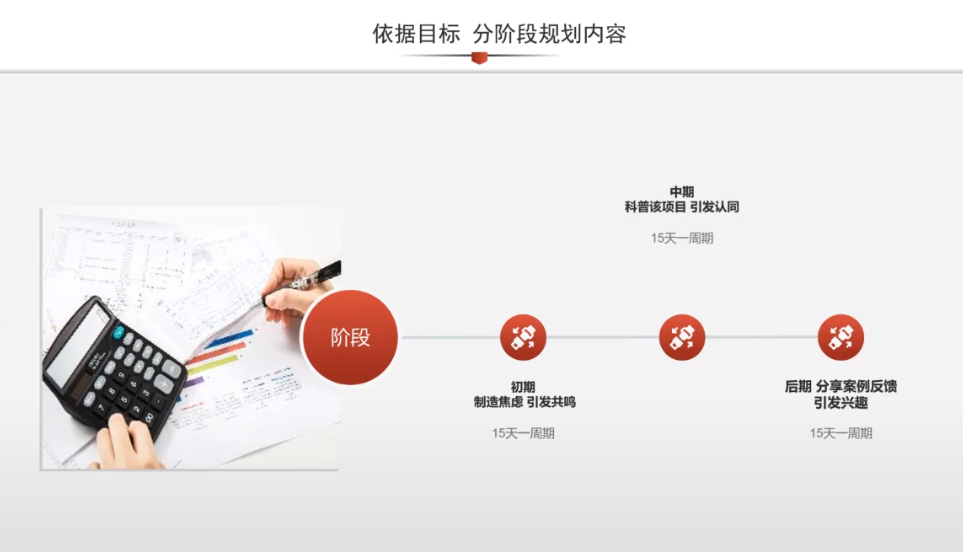 依据目标 分阶段规划内容
阶段
初期
制造焦虑 引发共鸣
15天一周期
中期
科普该项目 引发认同
15天一周期
后期 分享案例反馈
引发兴趣
15天一周期